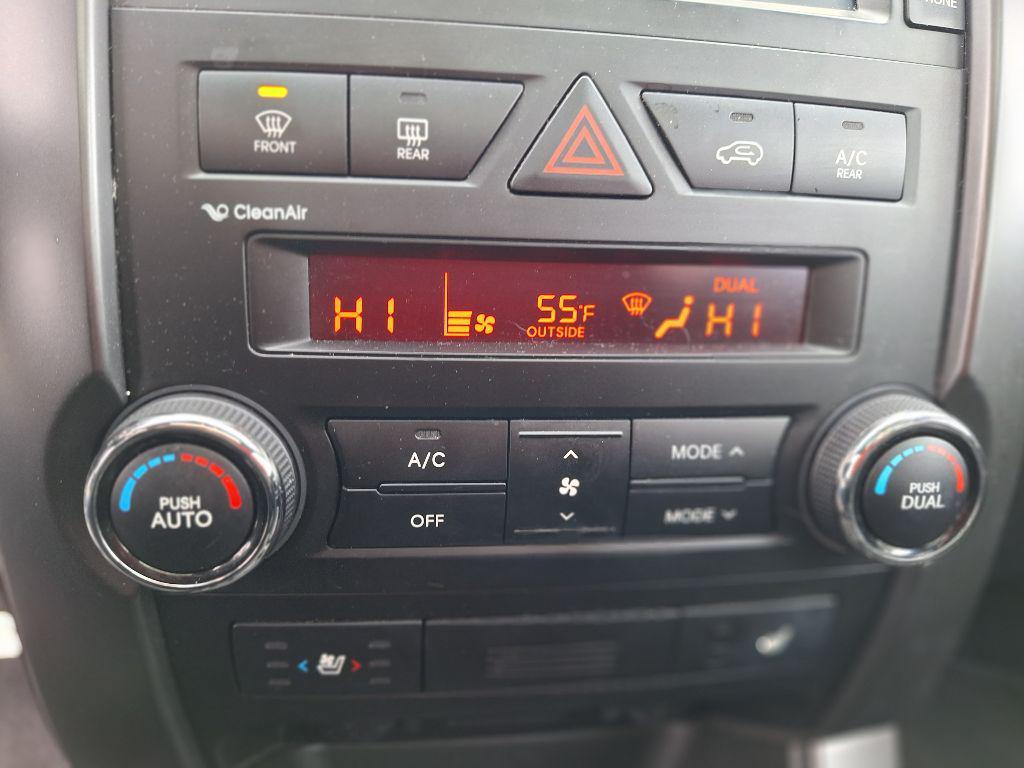 FRONT
REAR
A/C
REAR
CleanAir
HI
55°F
OUTSIDE
DUAL
HI
PUSH
AUTO
A/C
OFF
MODE
MODE
PUSH
DUAL